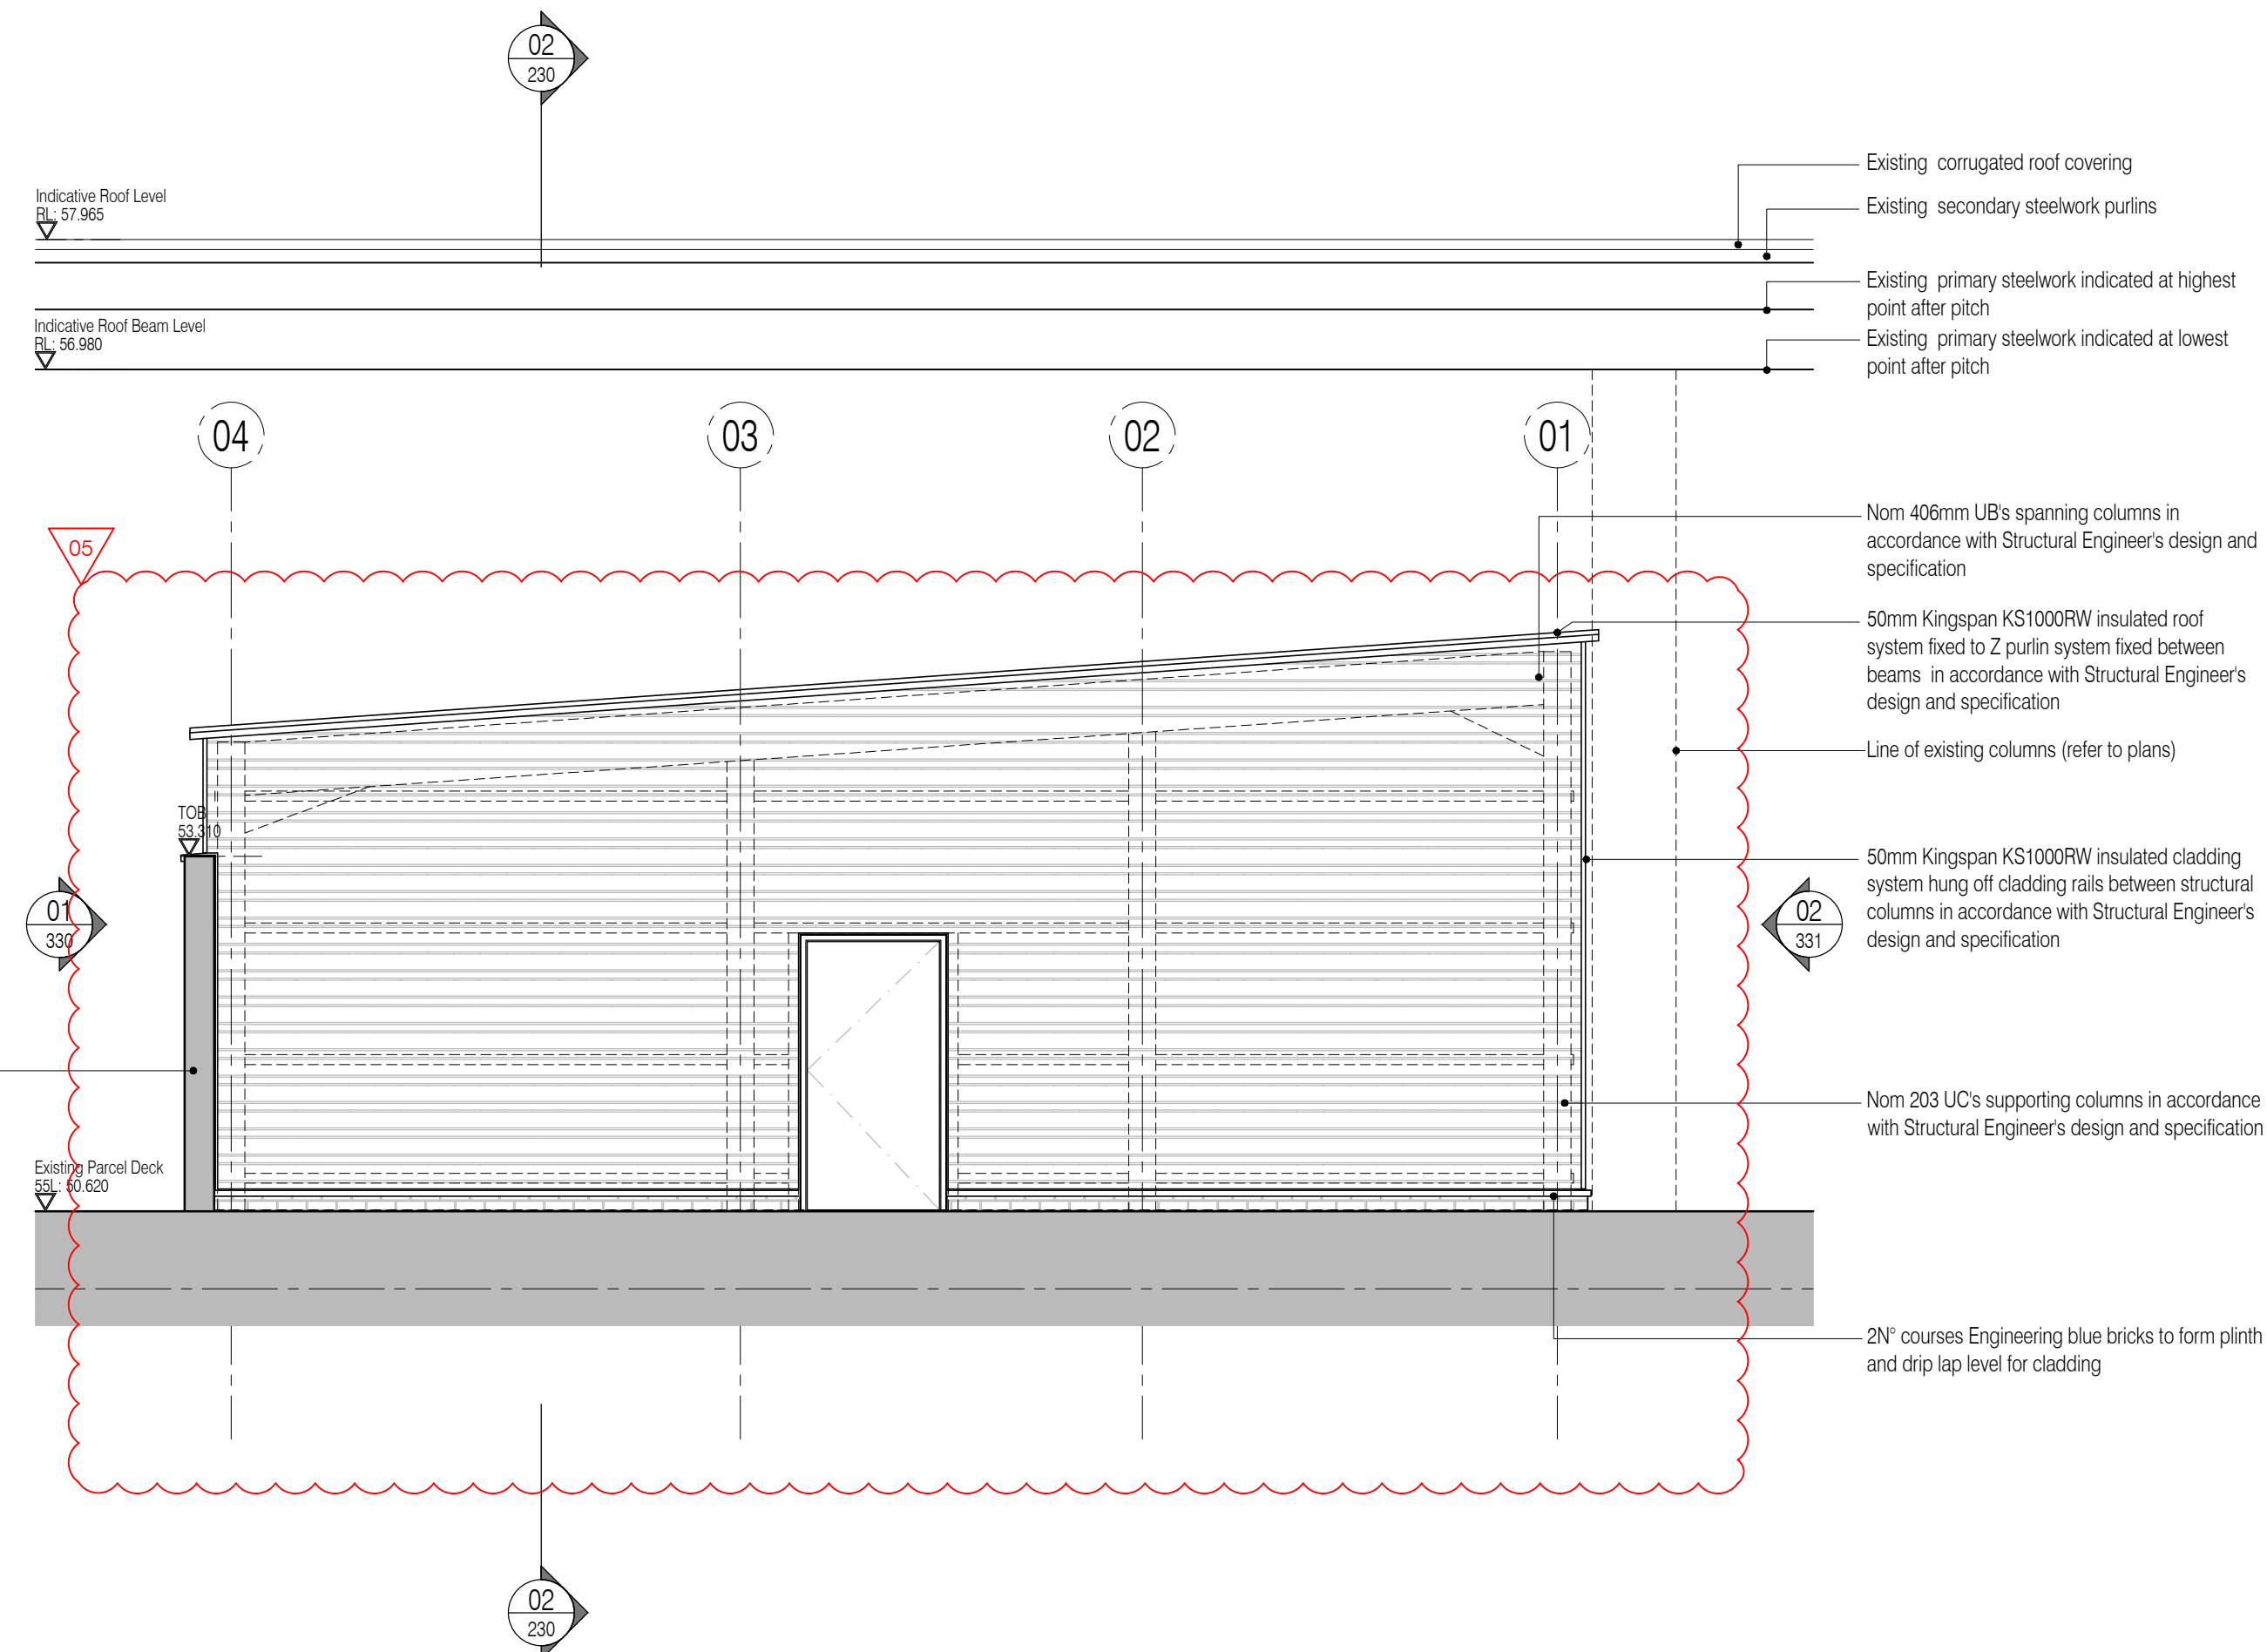 02
230
Indicative Roof Level
RL: 57.965
Existing corrugated roof covering
Existing secondary steelwork purlins
Existing primary steelwork indicated at highest
point after pitch
Indicative Roof Beam Level
RL: 56.980
Existing primary steelwork indicated at lowest
point after pitch
04
03
02
01
05
Nom 406mm UB's spanning columns in
accordance with Structural Engineer's design and
specification
50mm Kingspan KS1000RW insulated roof
system fixed to Z purlin system fixed between
beams in accordance with Structural Engineer's
design and specification
Line of existing columns (refer to plans)
TOB
53.310
01
330
50mm Kingspan KS1000RW insulated cladding
system hung off cladding rails between structural
columns in accordance with Structural Engineer's
design and specification
02
331
Nom 203 UC's supporting columns in accordance
with Structural Engineer's design and specification
Existing Parcel Deck
55L: 50.620
2N° courses Engineering blue bricks to form plinth
and drip lap level for cladding
02
230